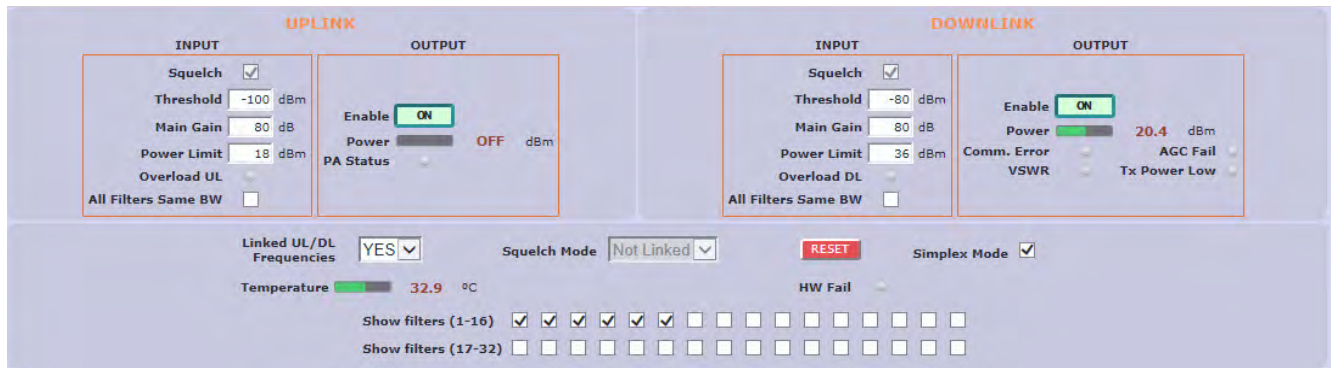 UPLINK
INPUT OUTPUT
Squelch
Threshold -100 dBm
Main Gain 80 dB
Power Limit 18 dBm
Overload UL
All Filters Same BW
Enable ON
Power OFF dBm
PA Status
DOWNLINK
INPUT OUTPUT
Squelch
Threshold -80 dBm
Main Gain 80 dB
Power Limit 36 dBm
Overload DL
All Filters Same BW
Enable ON
Power 20.4 dBm
Comm. Error AGC Fail
VSWR Tx Power Low
Linked UL/DL
Frequencies YES
Squelch Mode Not Linked
RESET
Simplex Mode
Temperature 32.9 ºC
HW Fail
Show filters (1-16)
Show filters (17-32)